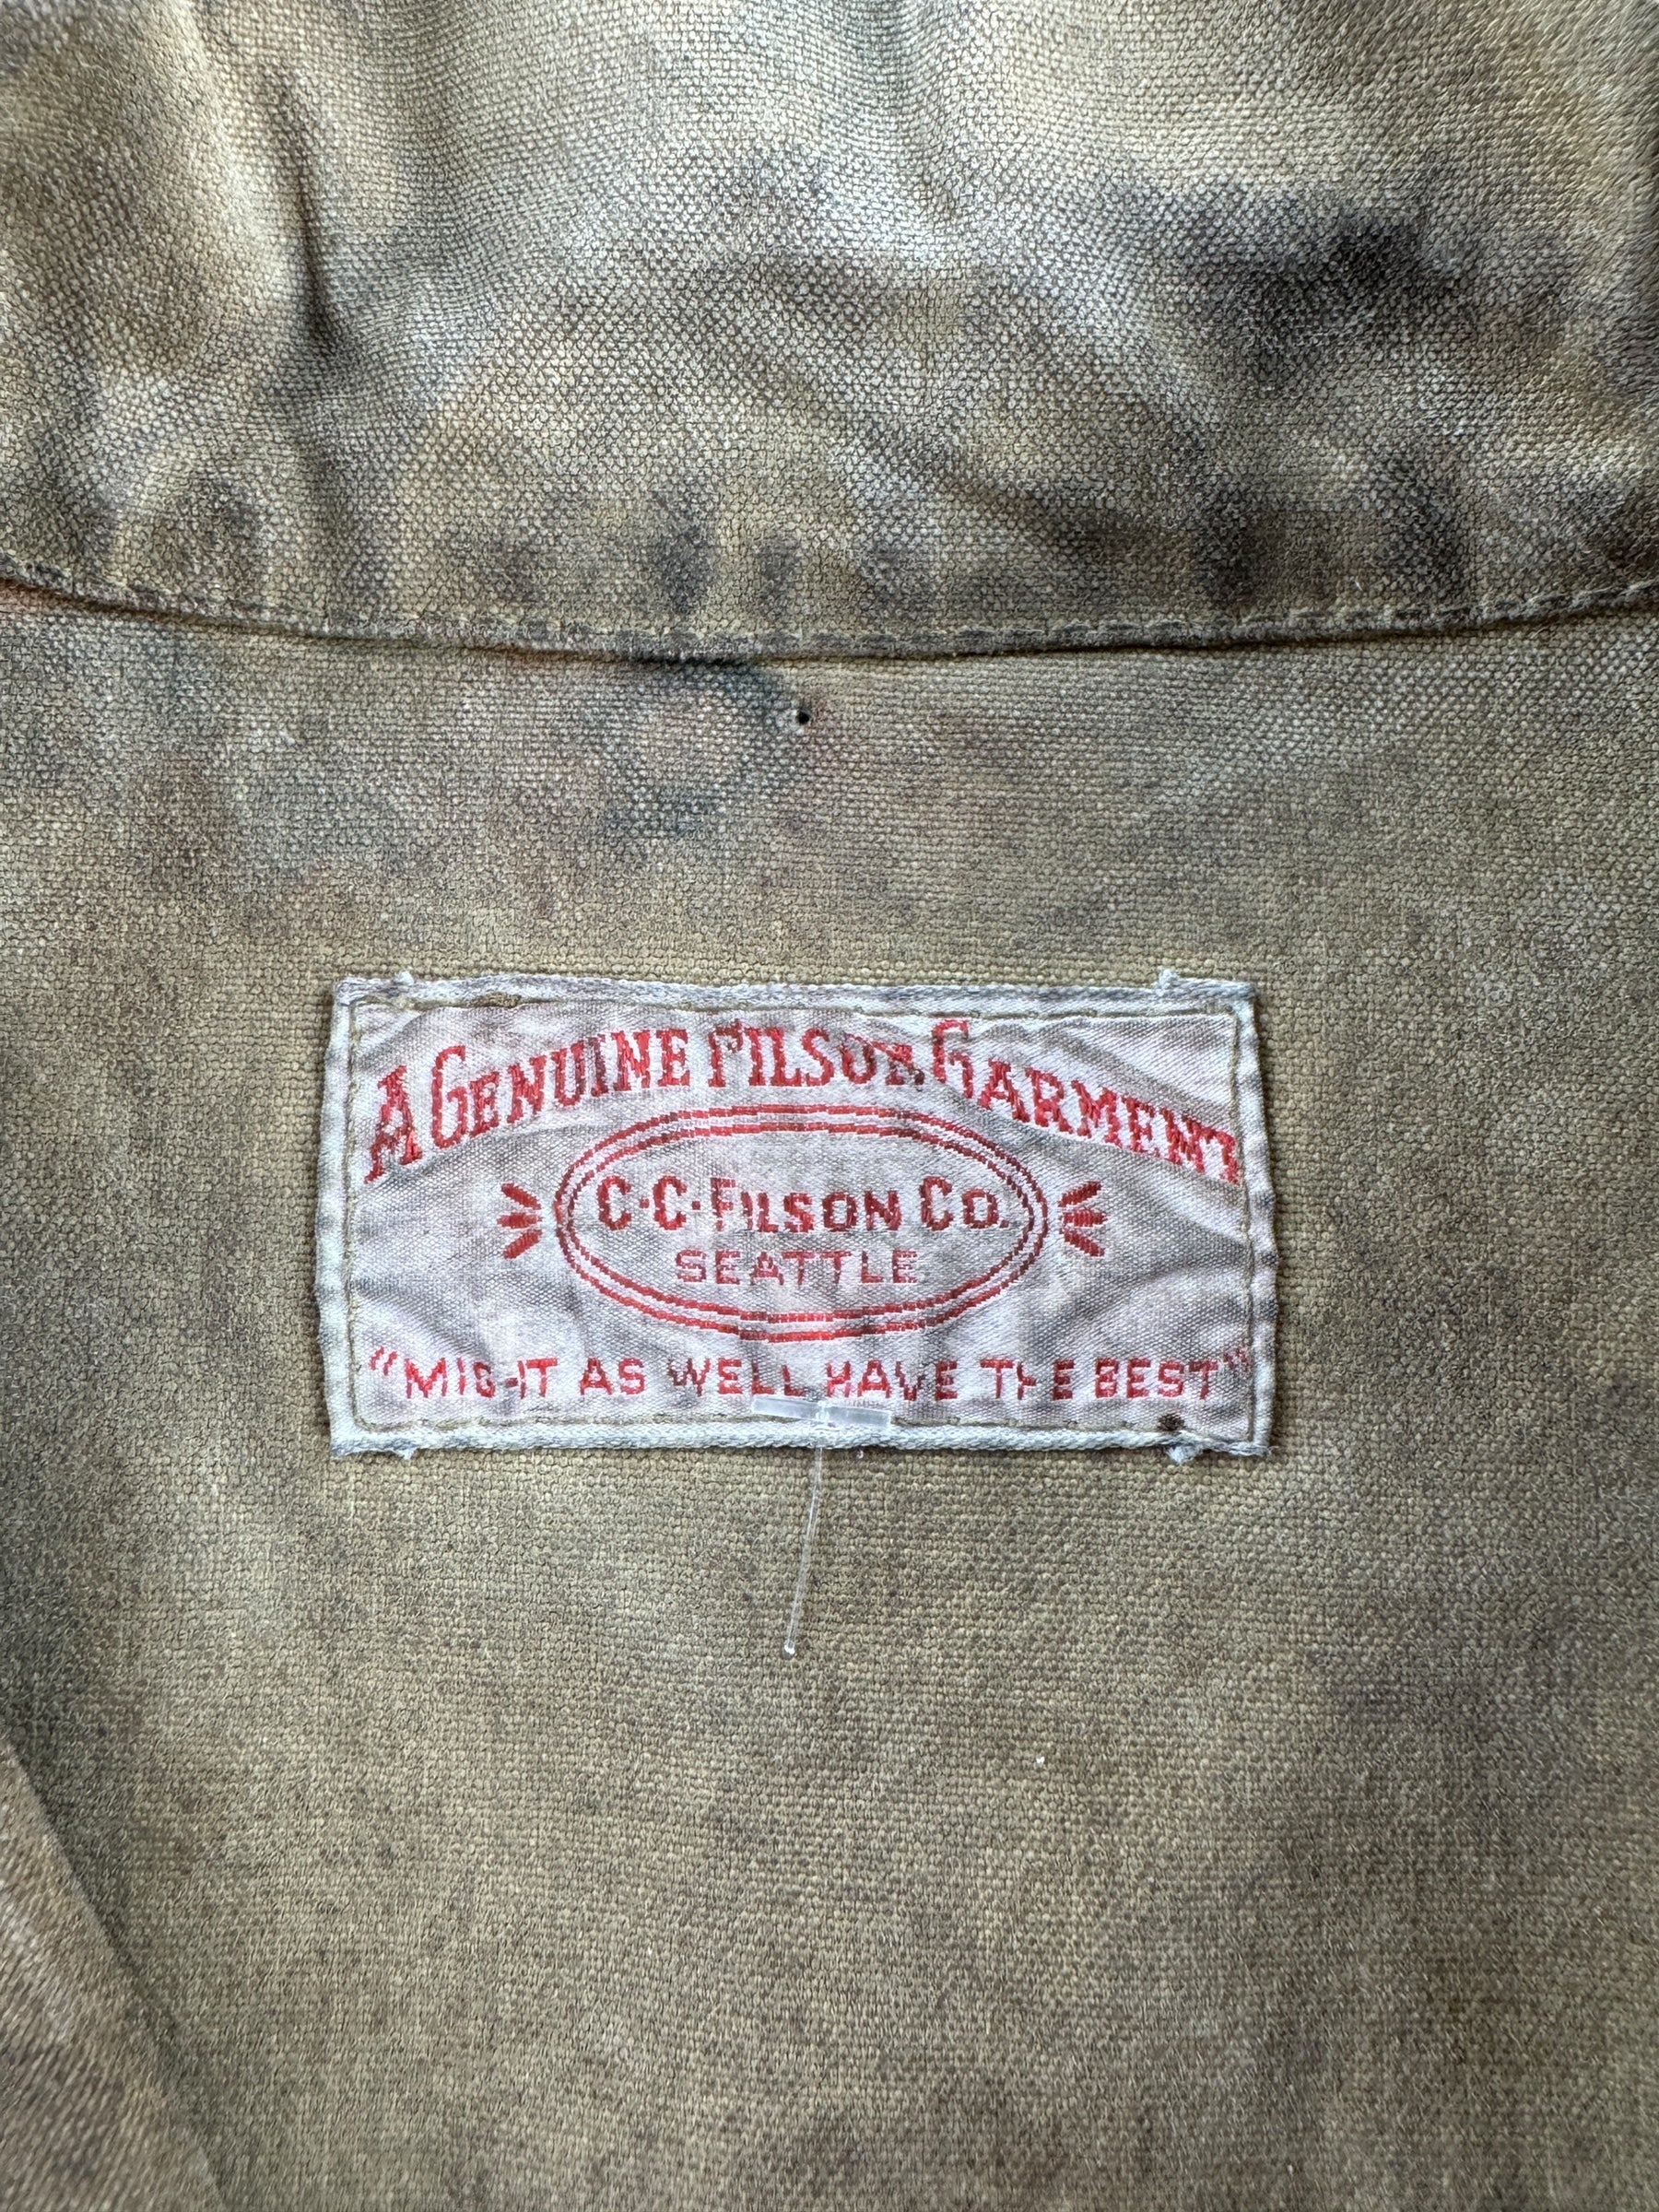 A GENUINE FILSON GARMENT
C·C·FILSON CO.
SEATTLE
"MIGHT AS WELL HAVE THE BEST"